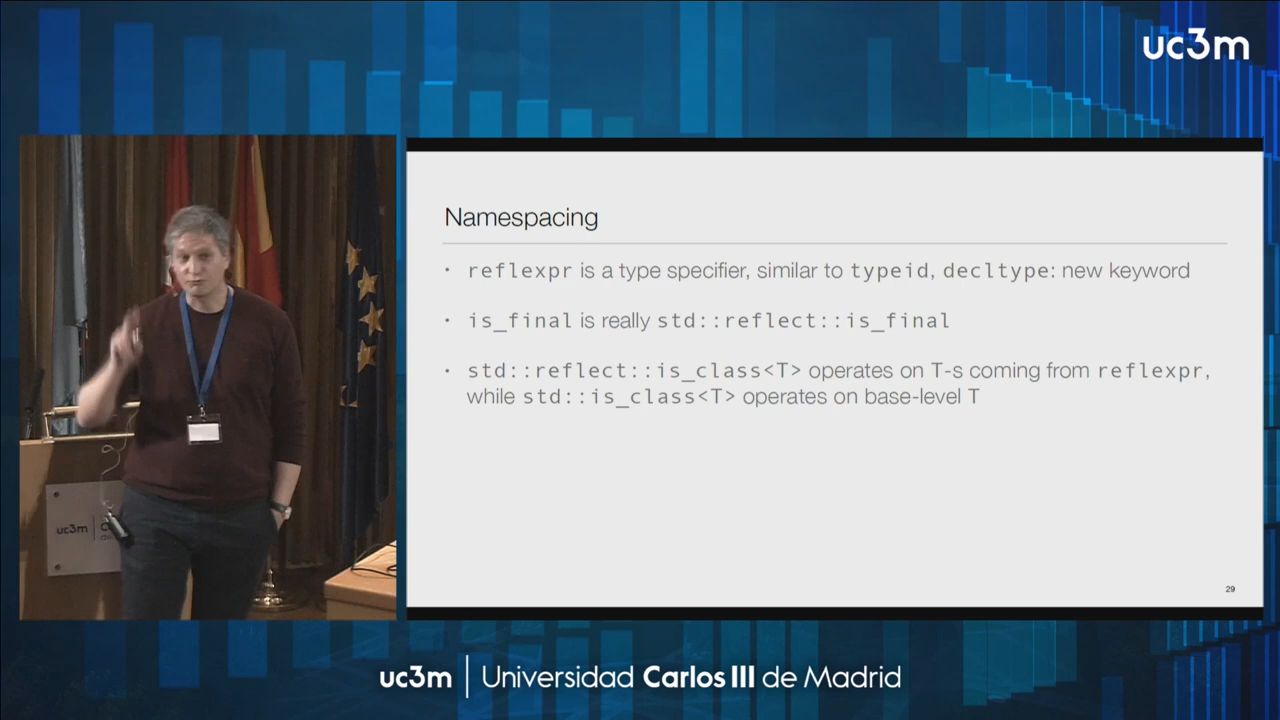 uc3m
Namespacing
· reflexpr is a type specifier, similar to typeid, decltype: new keyword
· is_final is really std::reflect::is_final
· std::reflect::is_class<T> operates on T-s coming from reflexpr,
while std::is_class<T> operates on base-level T
29
uc3m
uc3m | Universidad Carlos III de Madrid